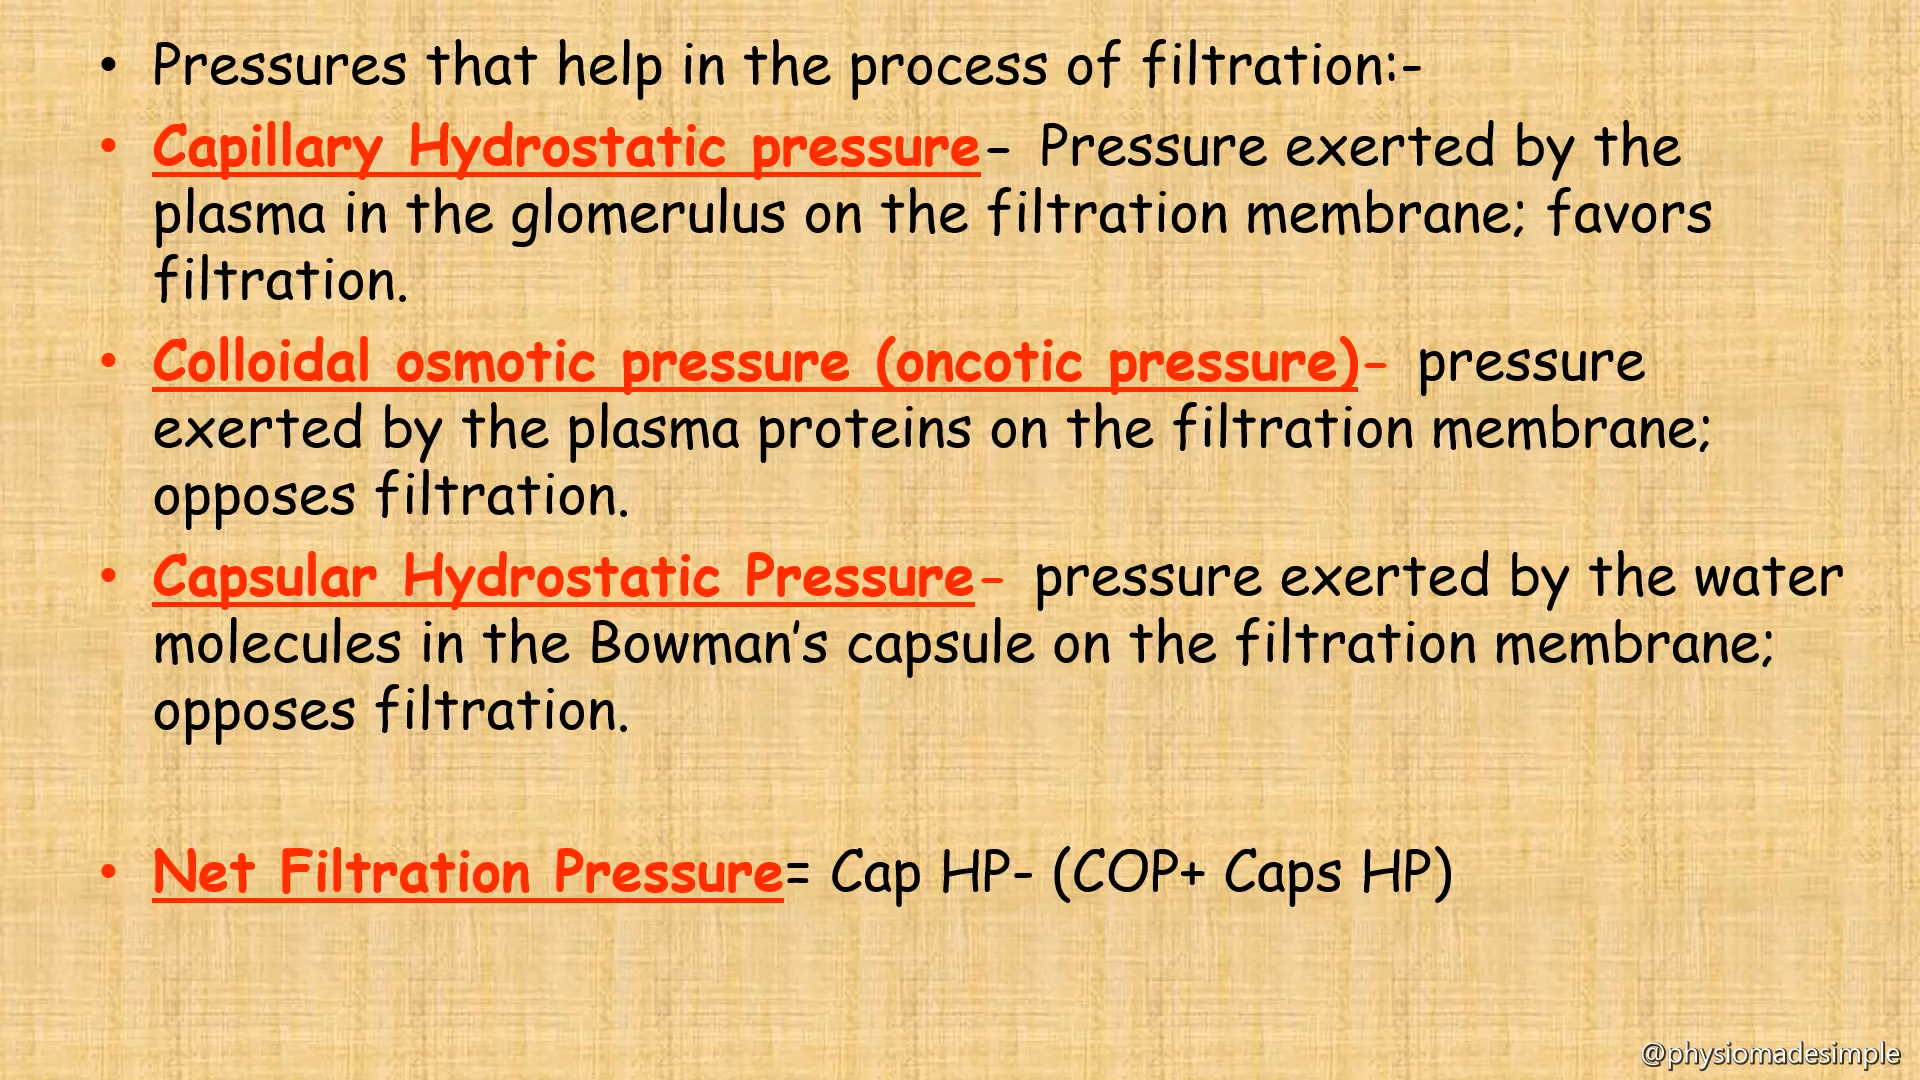 • Pressures that help in the process of filtration:-
• Capillary Hydrostatic pressure- Pressure exerted by the
plasma in the glomerulus on the filtration membrane; favors
filtration.
• Colloidal osmotic pressure (oncotic pressure)- pressure
exerted by the plasma proteins on the filtration membrane;
opposes filtration.
• Capsular Hydrostatic Pressure- pressure exerted by the water
molecules in the Bowman’s capsule on the filtration membrane;
opposes filtration.
• Net Filtration Pressure= Cap HP- (COP+ Caps HP)
@physiomadesimple